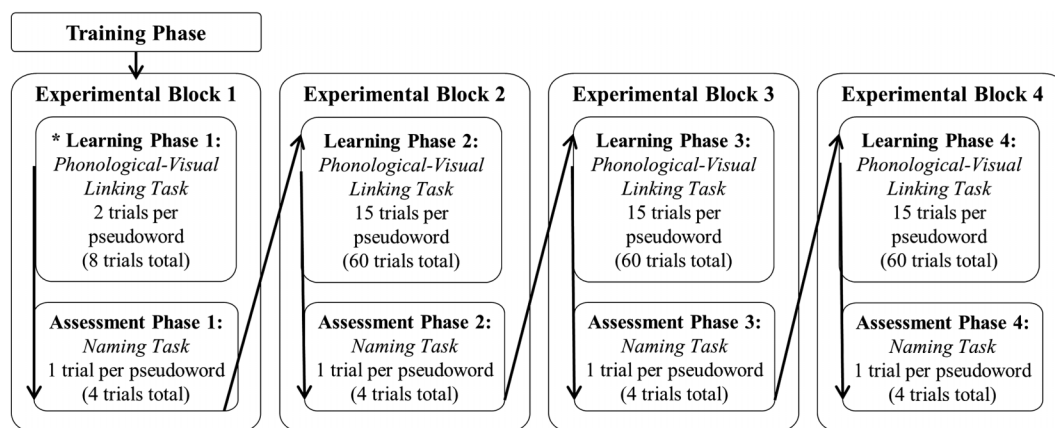 Training Phase
Experimental Block 1
* Learning Phase 1:
Phonological-Visual
Linking Task
2 trials per
pseudoword
(8 trials total)
Assessment Phase 1:
Naming Task
1 trial per pseudoword
(4 trials total)
Experimental Block 2
Learning Phase 2:
Phonological-Visual
Linking Task
15 trials per
pseudoword
(60 trials total)
Assessment Phase 2:
Naming Task
1 trial per pseudoword
(4 trials total)
Experimental Block 3
Learning Phase 3:
Phonological-Visual
Linking Task
15 trials per
pseudoword
(60 trials total)
Assessment Phase 3:
Naming Task
1 trial per pseudoword
(4 trials total)
Experimental Block 4
Learning Phase 4:
Phonological-Visual
Linking Task
15 trials per
pseudoword
(60 trials total)
Assessment Phase 4:
Naming Task
1 trial per pseudoword
(4 trials total)